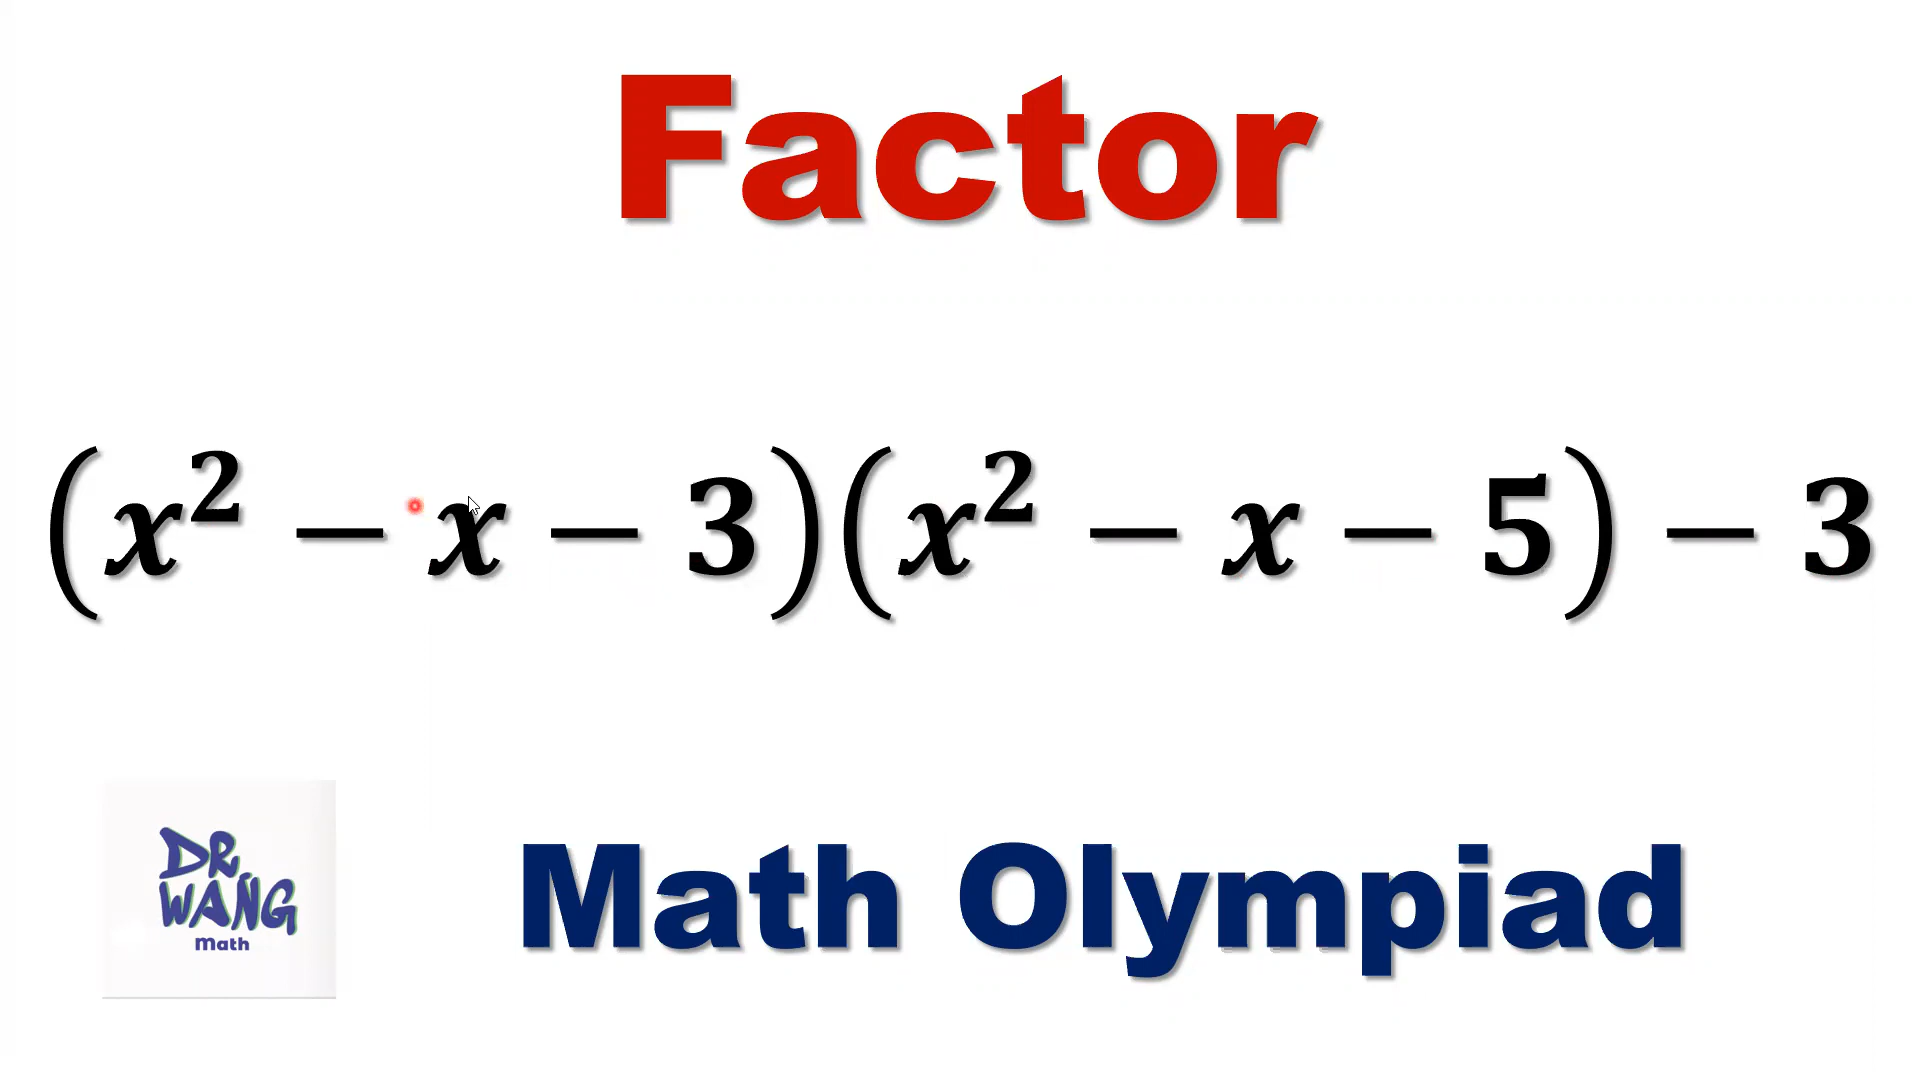 Factor
(x² − x − 3)(x² − x − 5) − 3
DR
WANG
Math
Math Olympiad